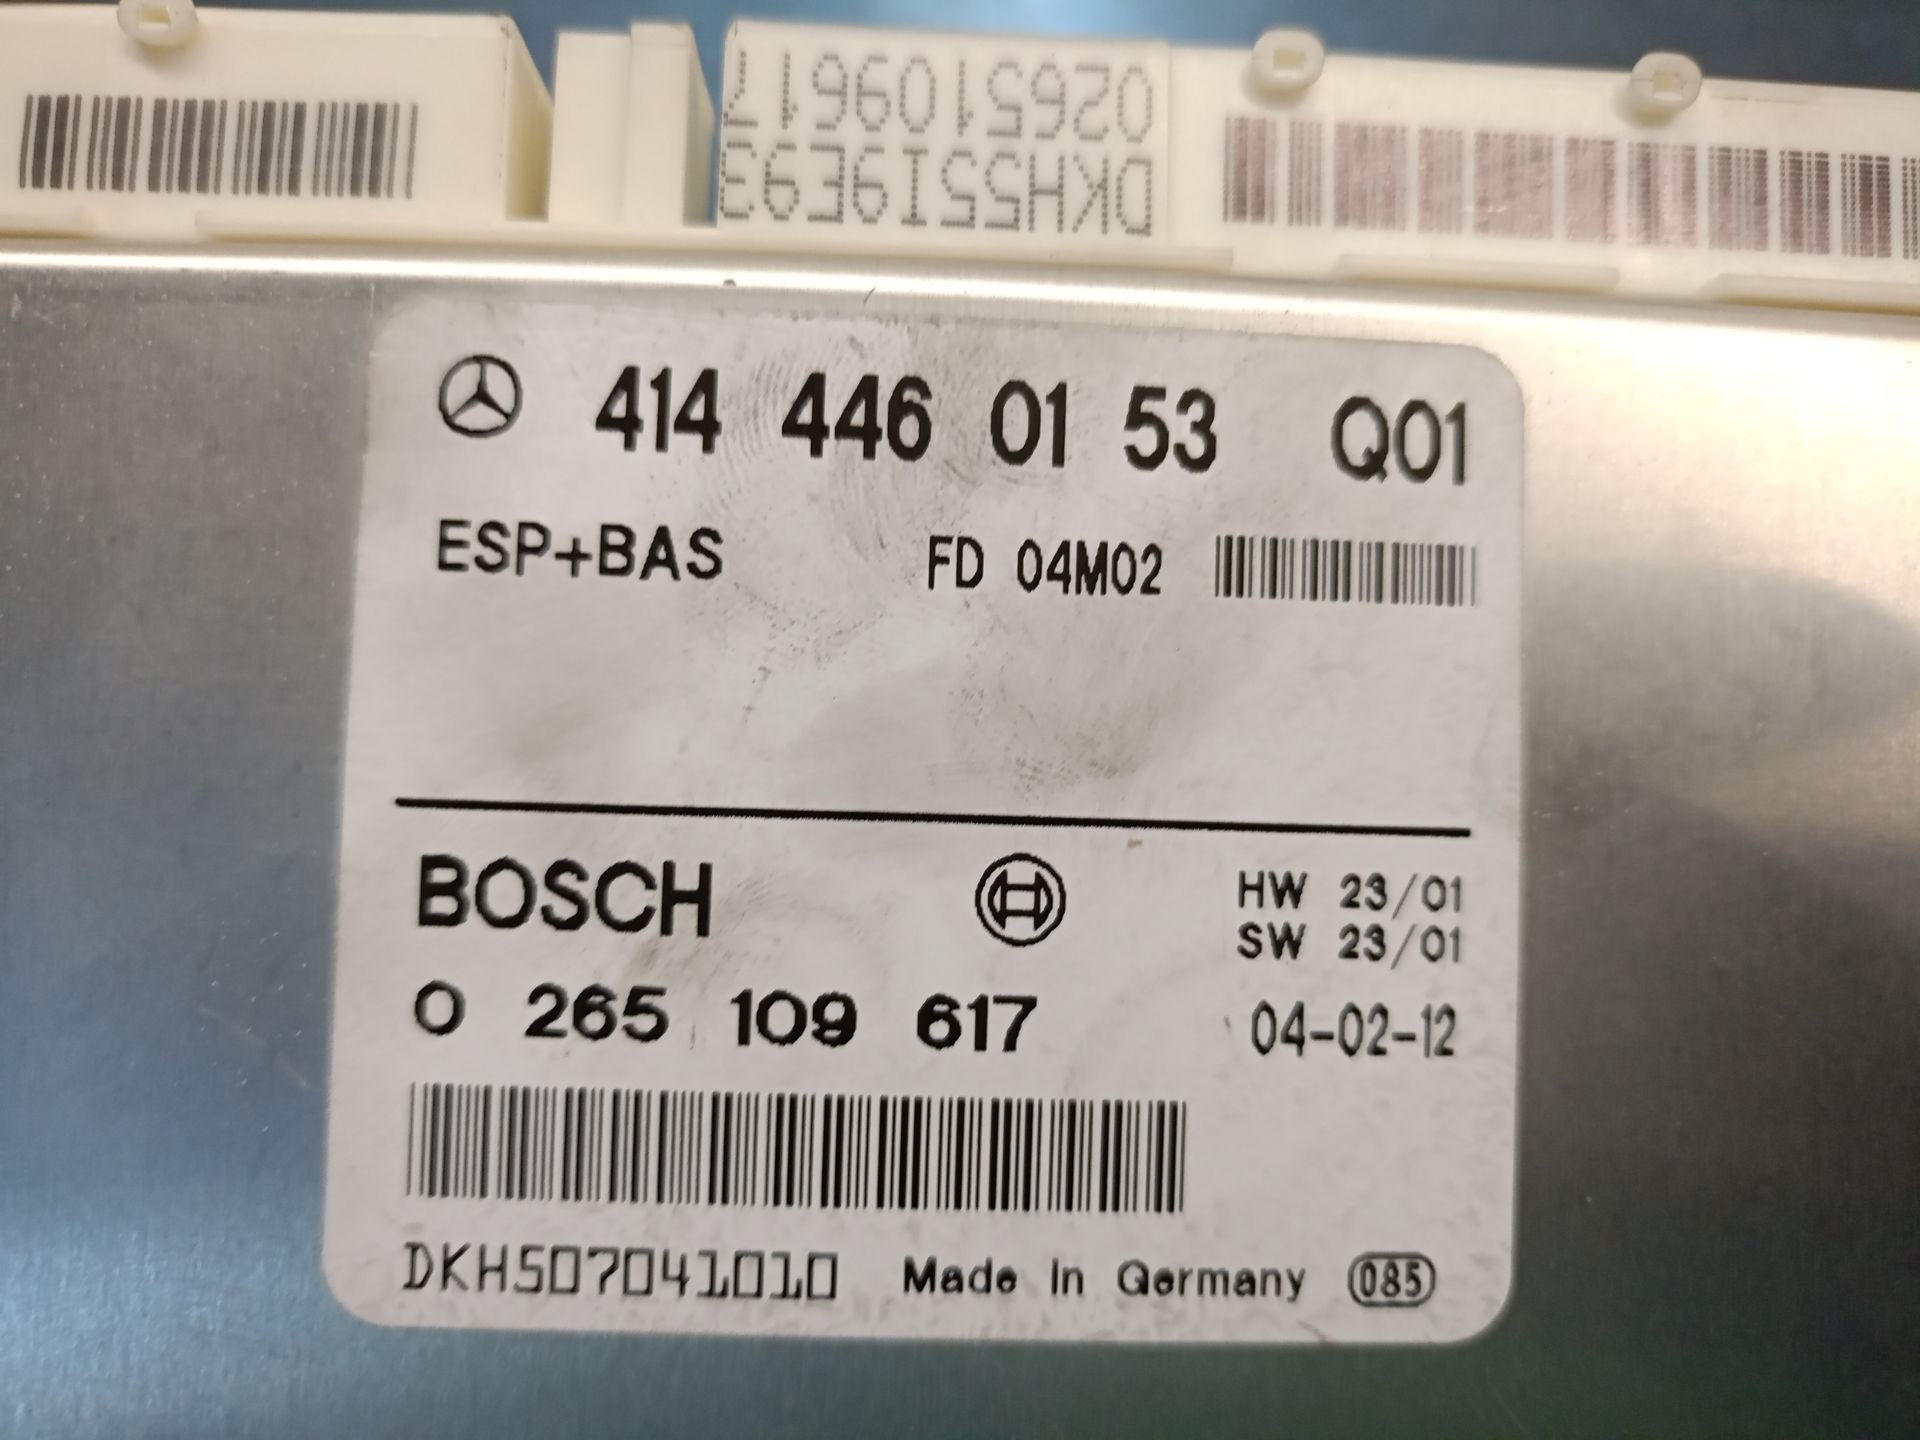 0265109617
DKH55I9E93
414 446 01 53 Q01
ESP+BAS FD 04M02
BOSCH HW 23/01
SW 23/01
0 265 109 617 04-02-12
DKH507041010 Made In Germany 085